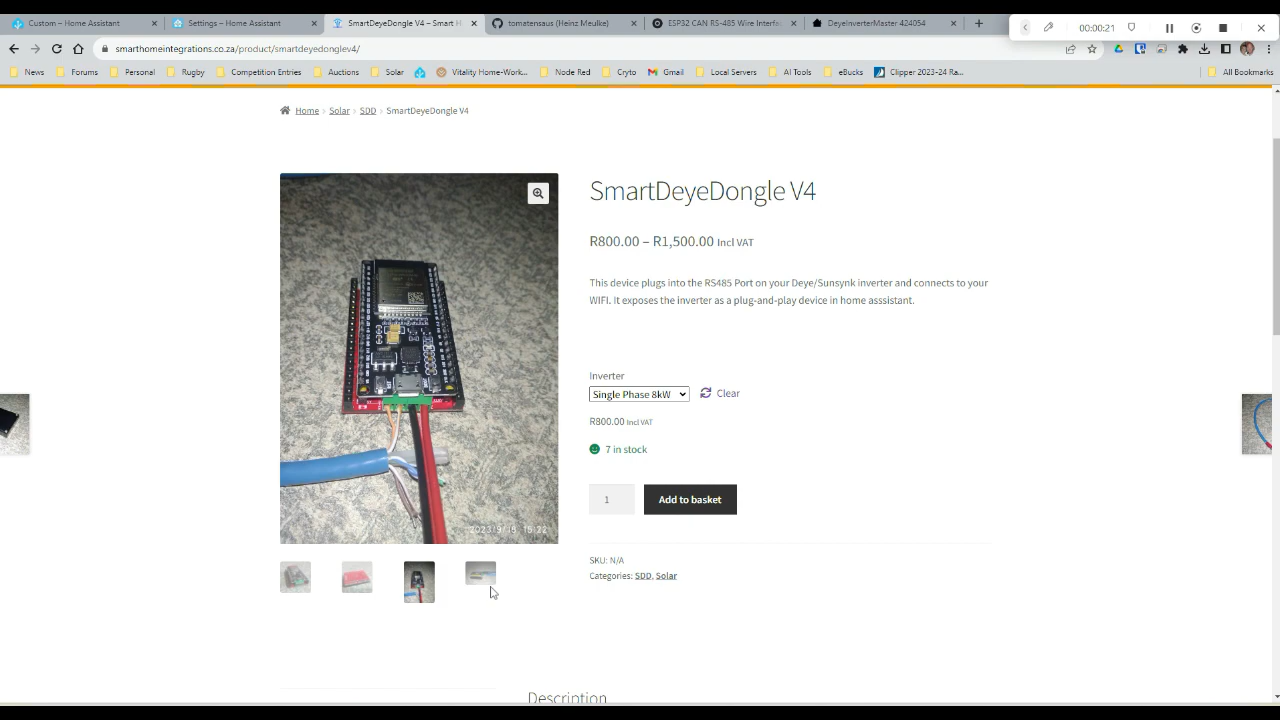 Custom – Home Assistant
Settings – Home Assistant
SmartDeyeDongle V4 – Smart H
tomatensaus (Heinz Meulke)
ESP32 CAN RS-485 Wire Interfac
DeyeInverterMaster 424054
00:00:21
smarthomeintegrations.co.za/product/smartdeyedonglev4/
News
Forums
Personal
Rugby
Competition Entries
Auctions
Solar
Vitality Home-Work...
Node Red
Cryto
Gmail
Local Servers
AI Tools
eBucks
Clipper 2023-24 Ra...
All Bookmarks
Home > Solar > SDD > SmartDeyeDongle V4
SmartDeyeDongle V4
R800.00 – R1,500.00 Incl VAT
This device plugs into the RS485 Port on your Deye/Sunsynk inverter and connects to your
WIFI. It exposes the inverter as a plug-and-play device in home asssistant.
Inverter
Single Phase 8kW
Clear
R800.00 Incl VAT
7 in stock
1
Add to basket
2023/9/18 15:22
SKU: N/A
Categories: SDD, Solar
Description